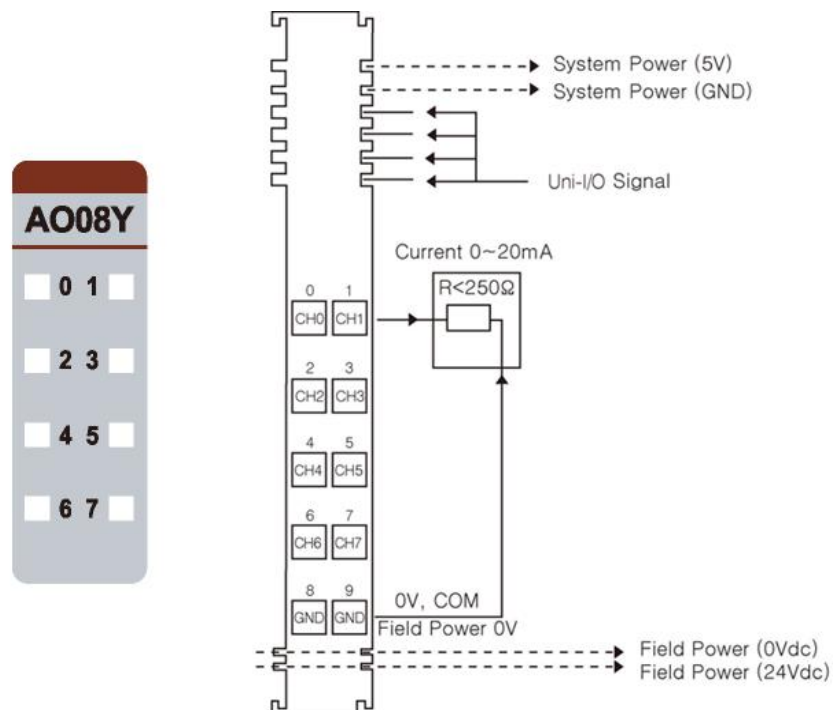 AO08Y
0 1
2 3
4 5
6 7
System Power (5V)
System Power (GND)
Uni-I/O Signal
Current 0~20mA
R<250Ω
0 1
CH0 CH1
2 3
CH2 CH3
4 5
CH4 CH5
6 7
CH6 CH7
8 9
GND GND
0V, COM
Field Power 0V
Field Power (0Vdc)
Field Power (24Vdc)